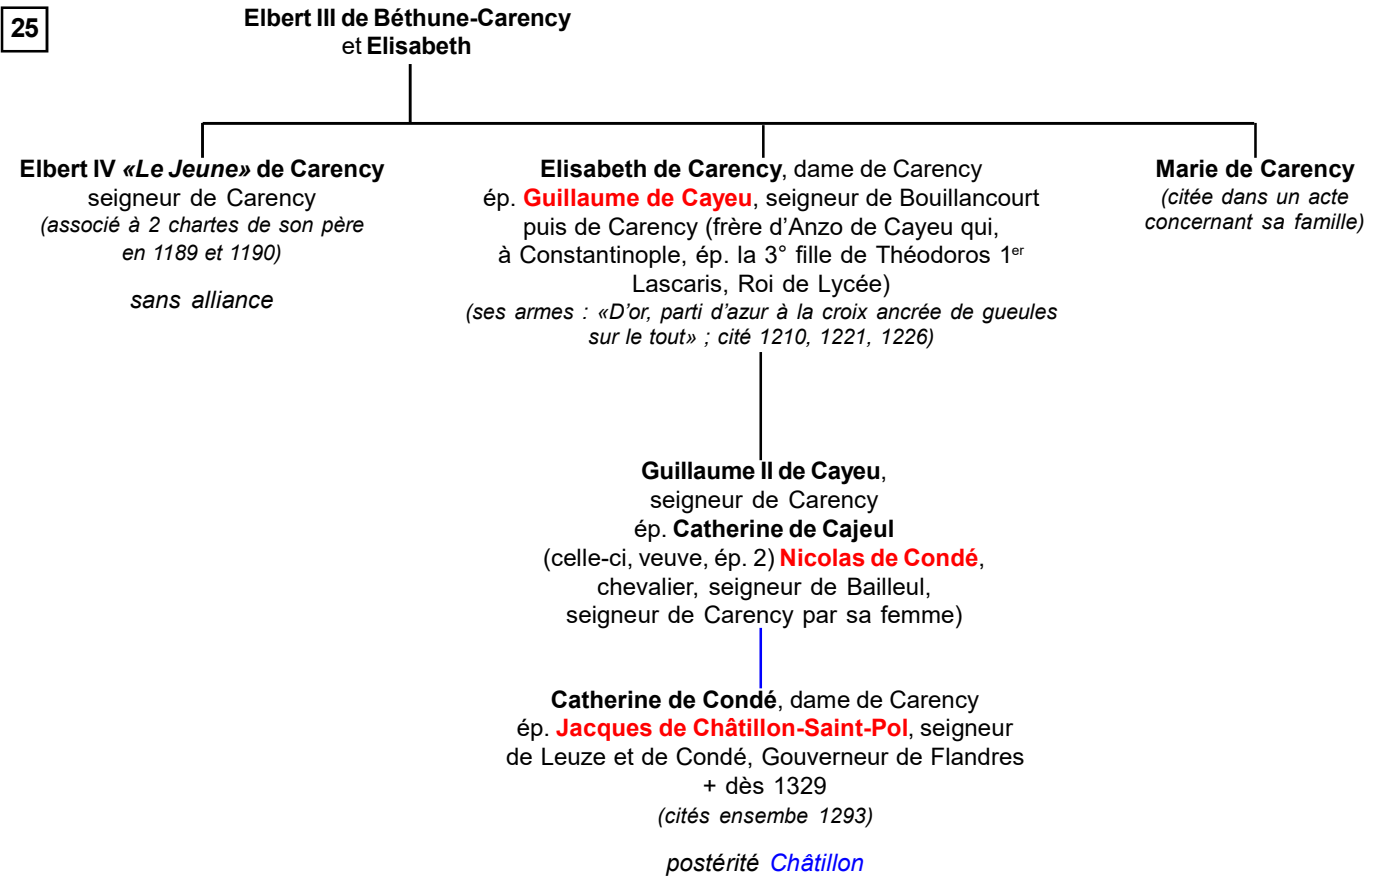 25
Elbert III de Béthune-Carency
et Elisabeth
Elbert IV «Le Jeune» de Carency
seigneur de Carency
(associé à 2 chartes de son père
en 1189 et 1190)
sans alliance
Elisabeth de Carency, dame de Carency
ép. Guillaume de Cayeu, seigneur de Bouillancourt
puis de Carency (frère d'Anzo de Cayeu qui,
à Constantinople, ép. la 3° fille de Théodoros 1er
Lascaris, Roi de Lycée)
(ses armes : «D'or, parti d'azur à la croix ancrée de gueules
sur le tout» ; cité 1210, 1221, 1226)
Marie de Carency
(citée dans un acte
concernant sa famille)
Guillaume II de Cayeu,
seigneur de Carency
ép. Catherine de Cajeul
(celle-ci, veuve, ép. 2) Nicolas de Condé,
chevalier, seigneur de Bailleul,
seigneur de Carency par sa femme)
Catherine de Condé, dame de Carency
ép. Jacques de Châtillon-Saint-Pol, seigneur
de Leuze et de Condé, Gouverneur de Flandres
+ dès 1329
(cités ensembe 1293)
postérité Châtillon